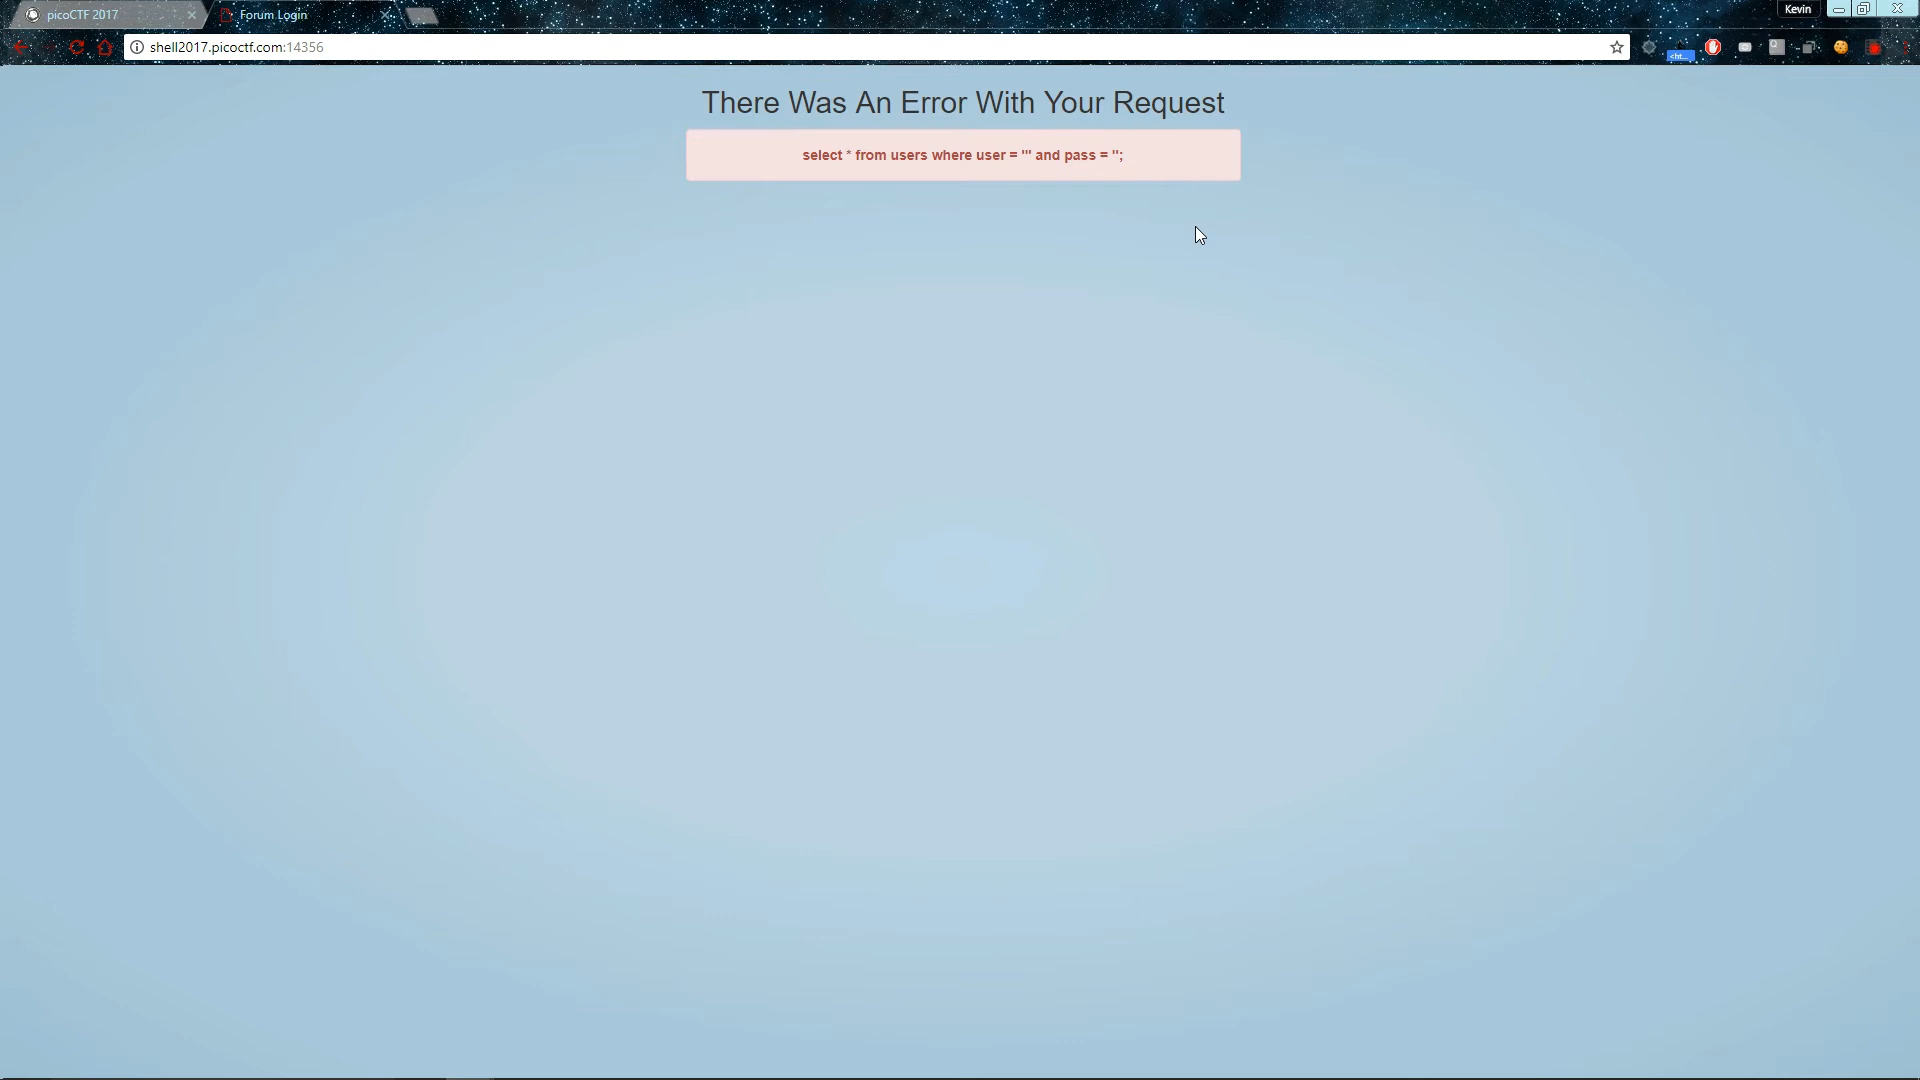 picoCTF 2017
Forum Login
Kevin
shell2017.picoctf.com:14356
<ht...
There Was An Error With Your Request
select * from users where user = ''' and pass = '';